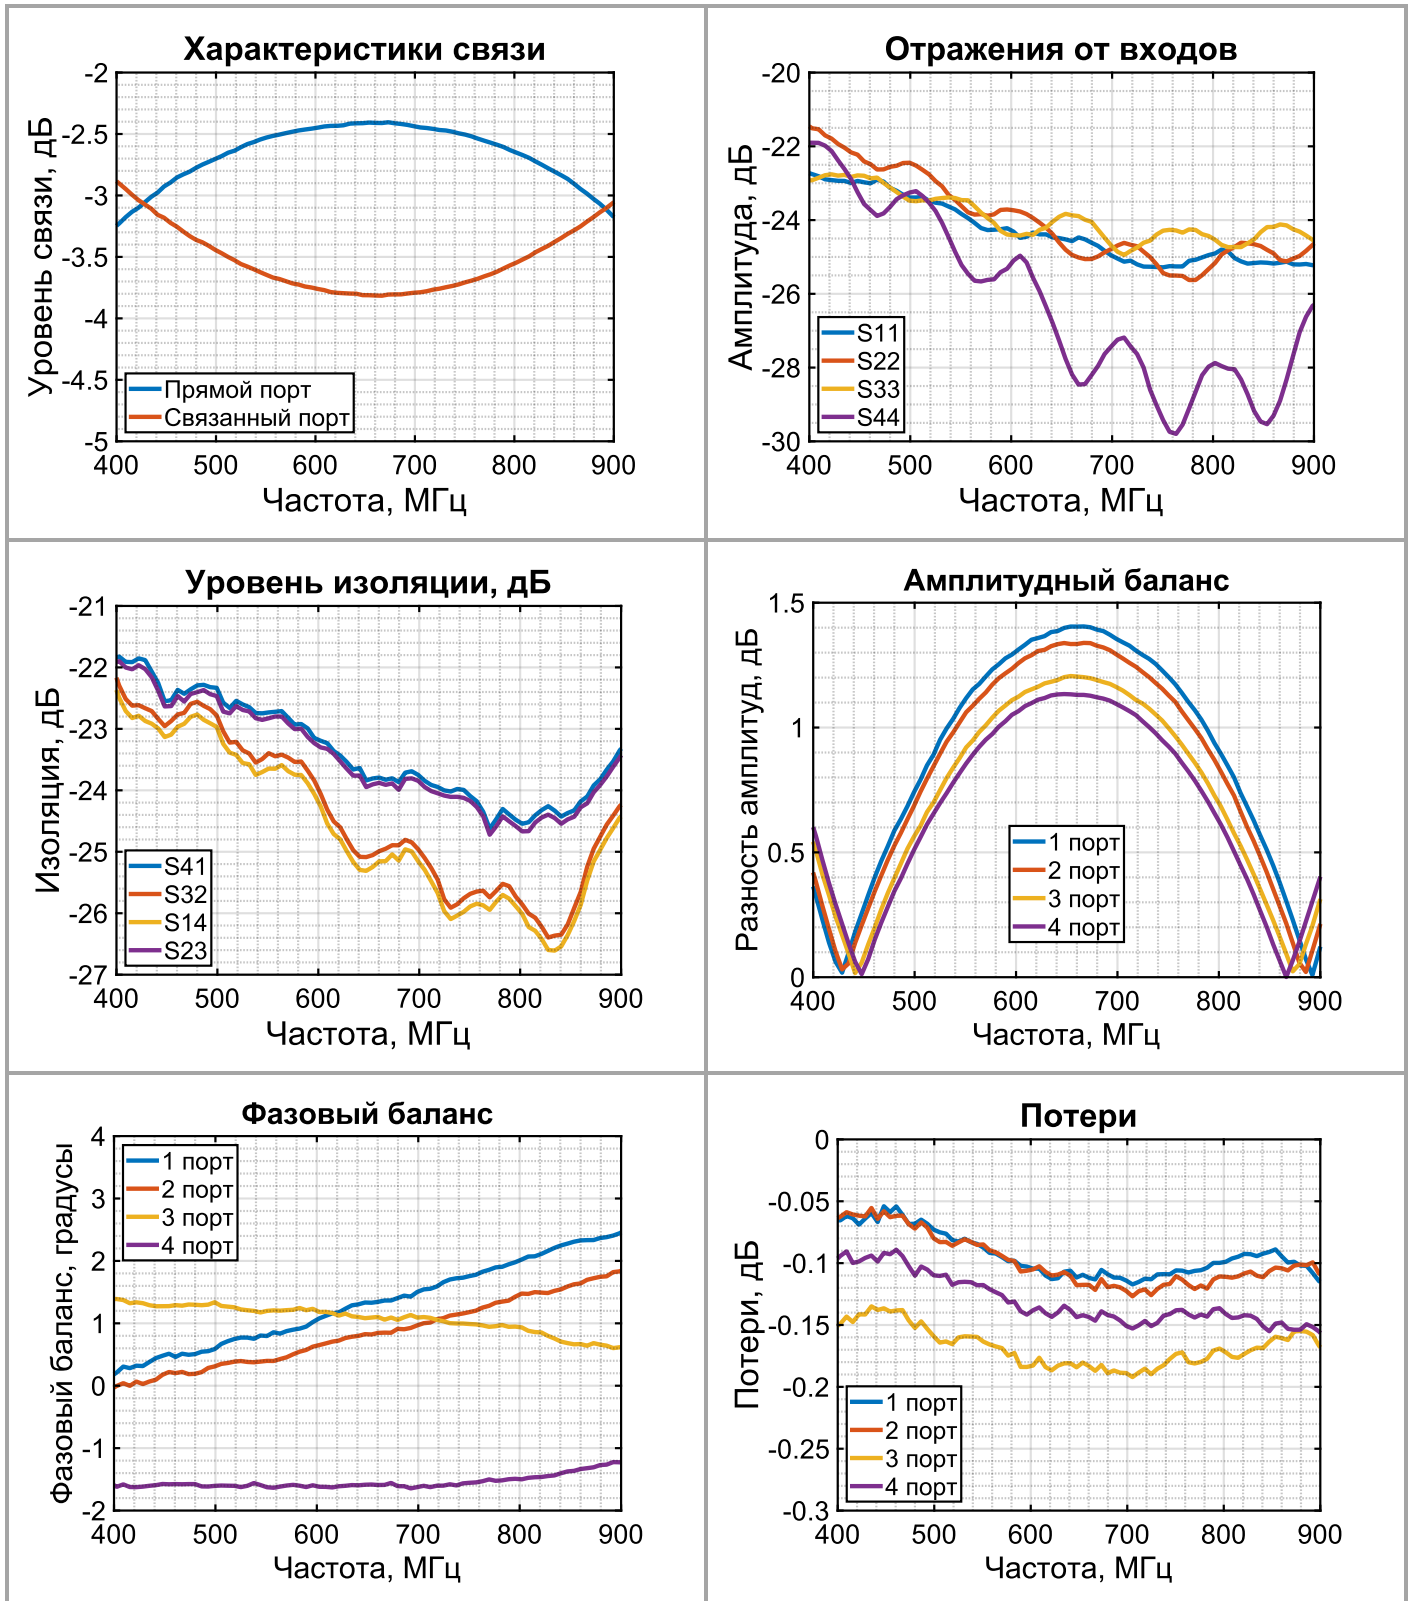 Характеристики связи
Уровень связи, дБ
-2
-2.5
-3
-3.5
-4
-4.5
-5
Прямой порт
Связанный порт
400 500 600 700 800 900
Частота, МГц
Отражения от входов
Амплитуда, дБ
-20
-22
-24
-26
-28
-30
S11
S22
S33
S44
400 500 600 700 800 900
Частота, МГц
Уровень изоляции, дБ
Изоляция, дБ
-21
-22
-23
-24
-25
-26
-27
S41
S32
S14
S23
400 500 600 700 800 900
Частота, МГц
Амплитудный баланс
Разность амплитуд, дБ
1.5
1
0.5
0
1 порт
2 порт
3 порт
4 порт
400 500 600 700 800 900
Частота, МГц
Фазовый баланс
Фазовый баланс, градусы
4
3
2
1
0
-1
-2
1 порт
2 порт
3 порт
4 порт
400 500 600 700 800 900
Частота, МГц
Потери
Потери, дБ
0
-0.05
-0.1
-0.15
-0.2
-0.25
-0.3
1 порт
2 порт
3 порт
4 порт
400 500 600 700 800 900
Частота, МГц